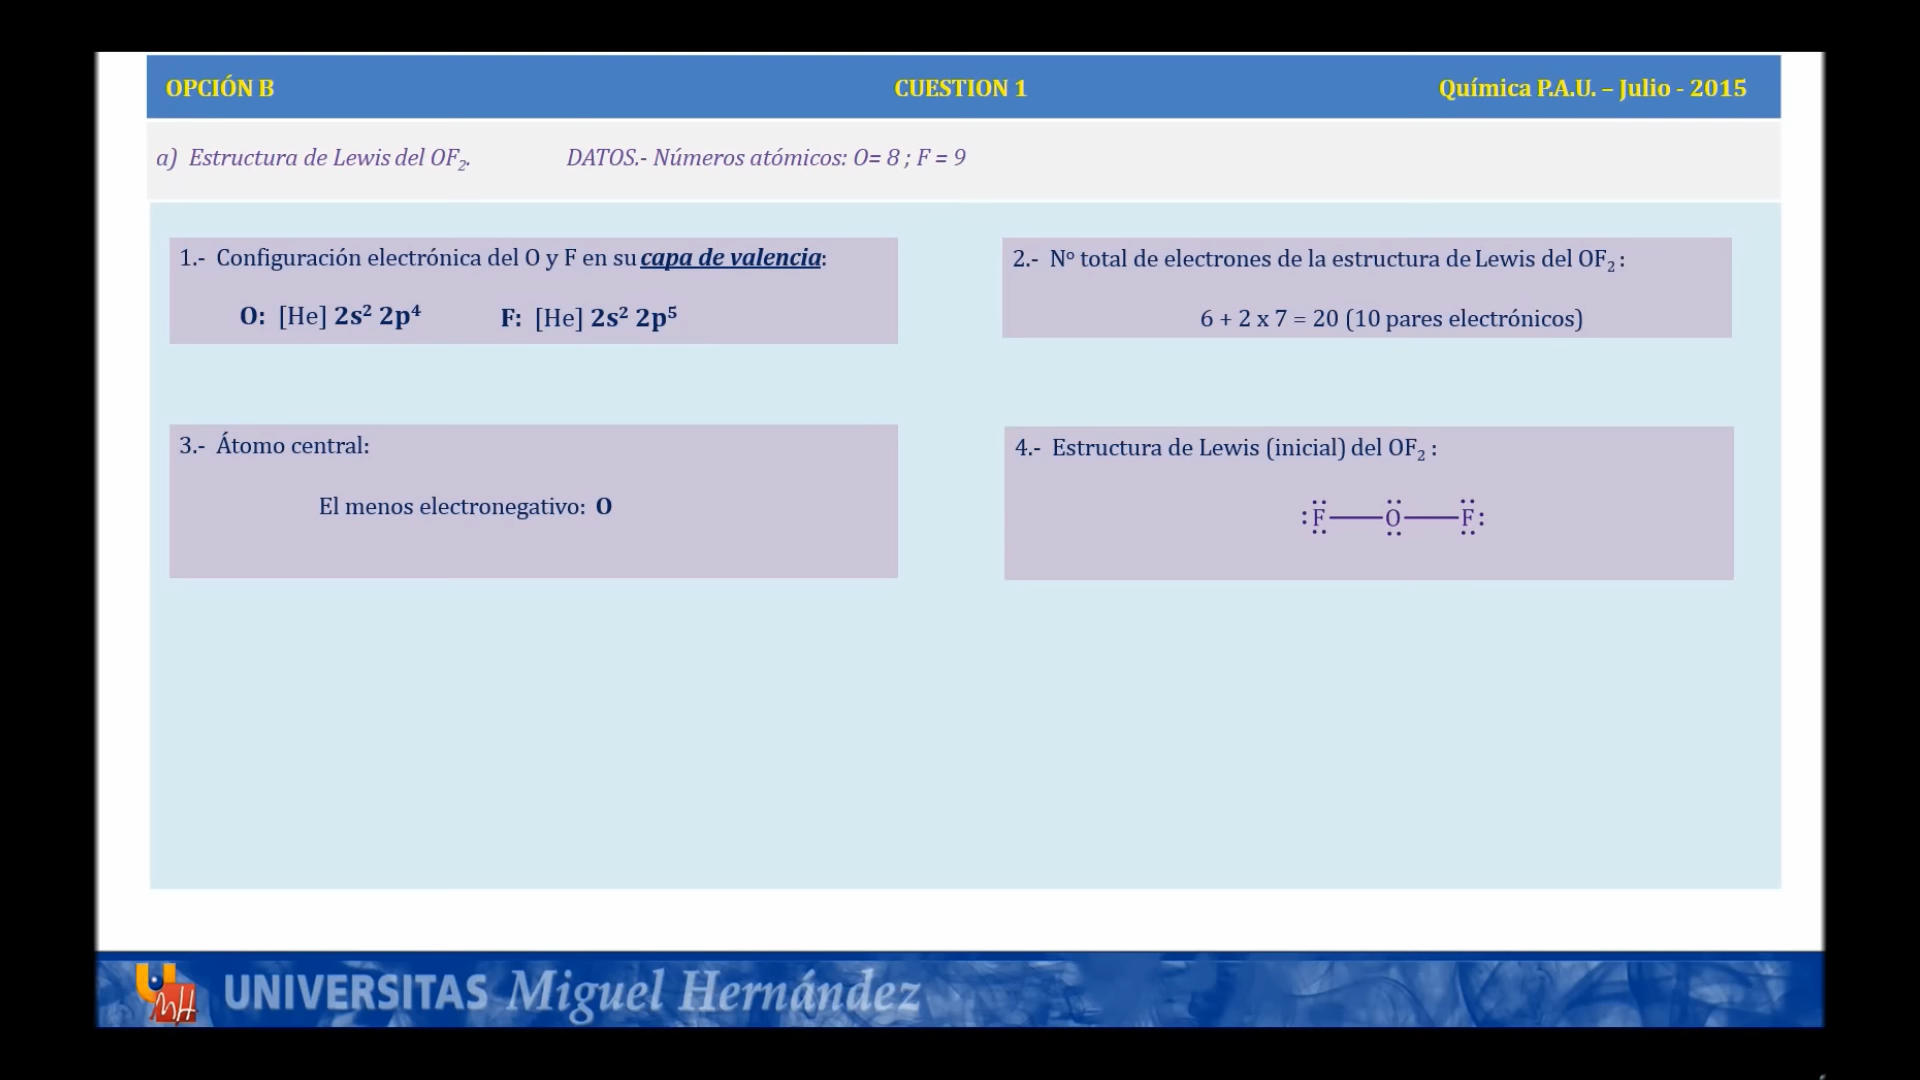 OPCIÓN B CUESTION 1 Química P.A.U. – Julio - 2015
a) Estructura de Lewis del OF₂. DATOS.- Números atómicos: O= 8 ; F = 9
1.- Configuración electrónica del O y F en su capa de valencia:
O: [He] 2s² 2p⁴ F: [He] 2s² 2p⁵
2.- Nº total de electrones de la estructura de Lewis del OF₂ :
6 + 2 x 7 = 20 (10 pares electrónicos)
3.- Átomo central:
El menos electronegativo: O
4.- Estructura de Lewis (inicial) del OF₂ :
F O F
UNIVERSITAS Miguel Hernández